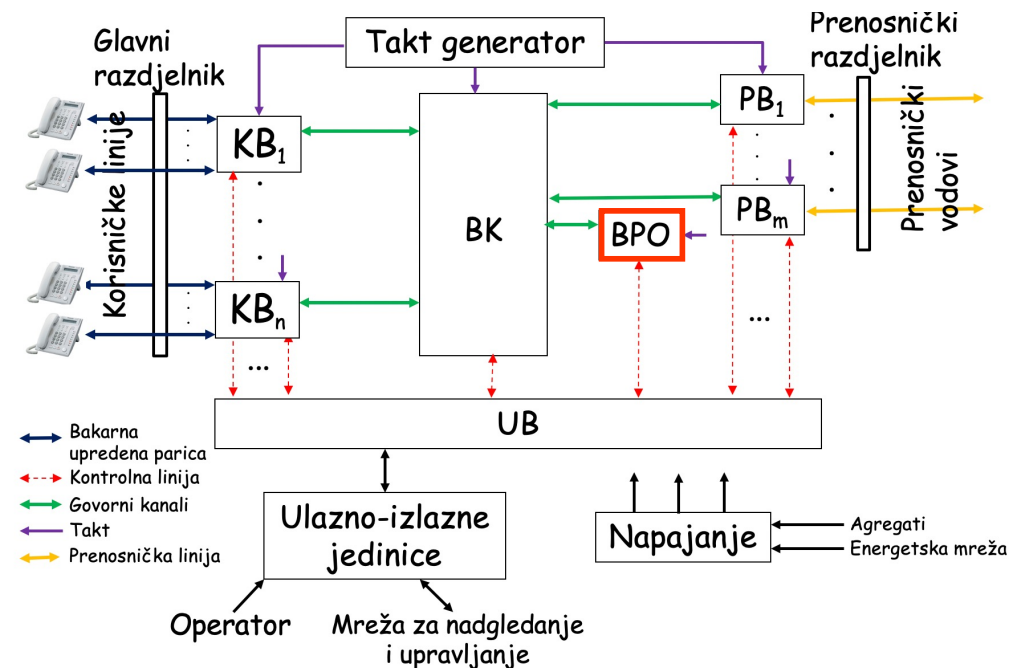 Glavni
razdjelnik
Takt generator
Prenosnički
razdjelnik
Korisničke linije
KB1
BK
PB1
Prenosnički
vodovi
PBm
BPO
KBn
...
...
UB
Bakarna
upredena parica
Kontrolna linija
Govorni kanali
Takt
Prenosnička linija
Ulazno-izlazne
jedinice
Napajanje
Agregati
Energetska mreža
Operator
Mreža za nadgledanje
i upravljanje